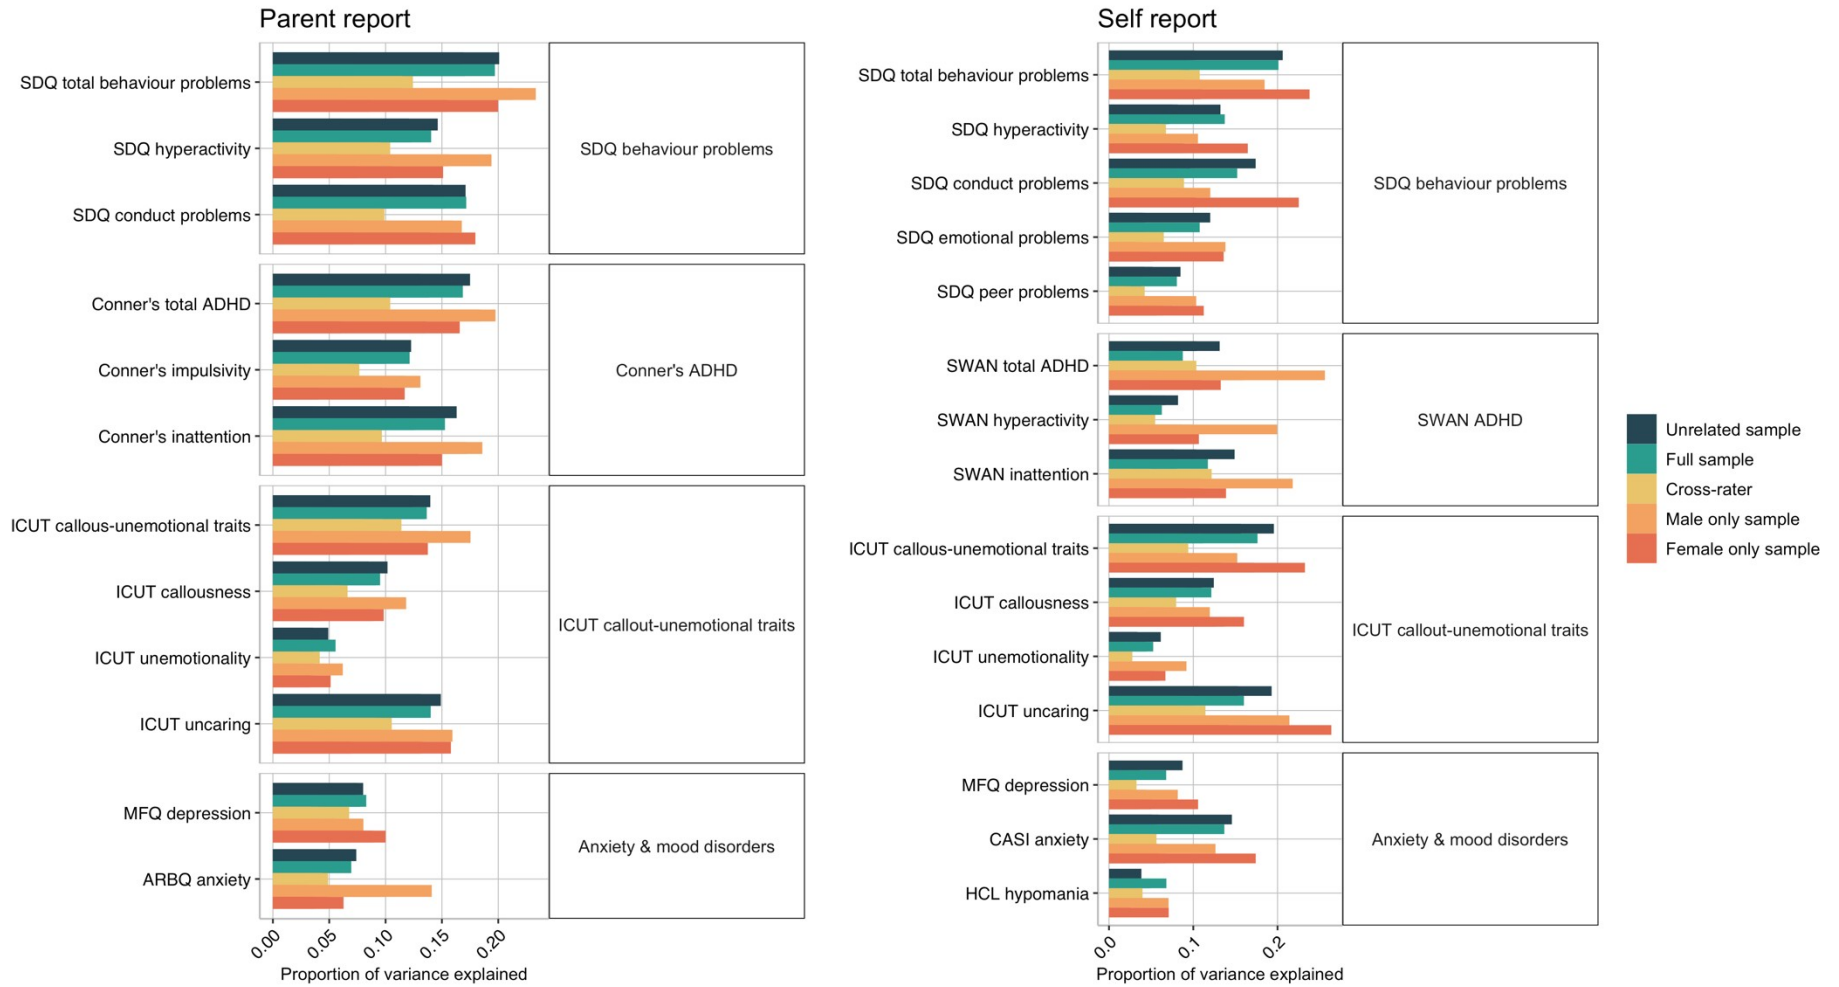 Parent report
SDQ total behaviour problems
SDQ hyperactivity
SDQ conduct problems
SDQ behaviour problems
Conner's total ADHD
Conner's impulsivity
Conner's inattention
Conner's ADHD
ICUT callous-unemotional traits
ICUT callousness
ICUT unemotionality
ICUT uncaring
ICUT callout-unemotional traits
MFQ depression
ARBQ anxiety
Anxiety & mood disorders
0.00
0.05
0.10
0.15
0.20
Proportion of variance explained
Self report
SDQ total behaviour problems
SDQ hyperactivity
SDQ conduct problems
SDQ emotional problems
SDQ peer problems
SDQ behaviour problems
SWAN total ADHD
SWAN hyperactivity
SWAN inattention
SWAN ADHD
ICUT callous-unemotional traits
ICUT callousness
ICUT unemotionality
ICUT uncaring
ICUT callout-unemotional traits
MFQ depression
CASI anxiety
HCL hypomania
Anxiety & mood disorders
0.0
0.1
0.2
Proportion of variance explained
Unrelated sample
Full sample
Cross-rater
Male only sample
Female only sample